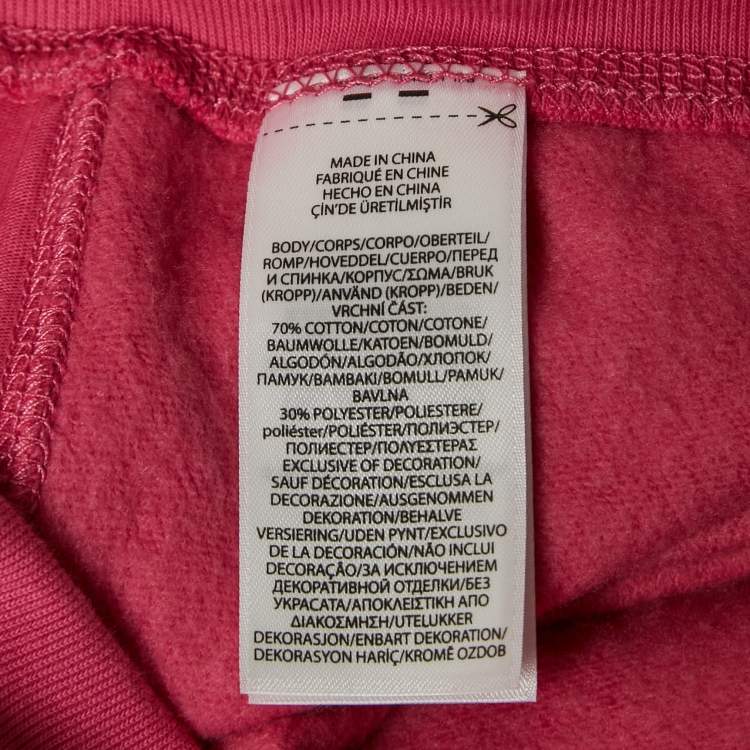 MADE IN CHINA
FABRIQUÉ EN CHINE
HECHO EN CHINA
ÇİN'DE ÜRETİLMİŞTİR
BODY/CORPS/CORPO/OBERTEIL/
ROMP/HOVEDDEL/CUERPO/ПЕРЕД
И СПИНКА/КОРПУС/ΣΩΜΑ/BRUK
(KROPP)/ANVÄND (KROPP)/BEDEN/
VRCHNÍ ČÁST:
70% COTTON/COTON/COTONE/
BAUMWOLLE/KATOEN/BOMULD/
ALGODÓN/ALGODÃO/ХЛОПОК/
ПАМУК/ΒΑΜΒΑΚΙ/BOMULL/PAMUK/
BAVLNA
30% POLYESTER/POLIESTERE/
poliéster/POLIÉSTER/ПОЛИЭСТЕР/
ПОЛИЕСТЕР/ΠΟΛΥΕΣΤΕΡΑΣ
EXCLUSIVE OF DECORATION/
SAUF DÉCORATION/ESCLUSA LA
DECORAZIONE/AUSGENOMMEN
DEKORATION/BEHALVE
VERSIERING/UDEN PYNT/EXCLUSIVO
DE LA DECORACIÓN/NÃO INCLUI
DECORAÇÃO/ЗА ИСКЛЮЧЕНИЕМ
ДЕКОРАТИВНОЙ ОТДЕЛКИ/БЕЗ
УКРАСАТА/ΑΠΟΚΛΕΙΣΤΙΚΗ ΑΠΟ
ΔΙΑΚΟΣΜΗΣΗ/UTELUKKER
DEKORASJON/ENBART DEKORATION/
DEKORASYON HARİÇ/KROMĚ OZDOB